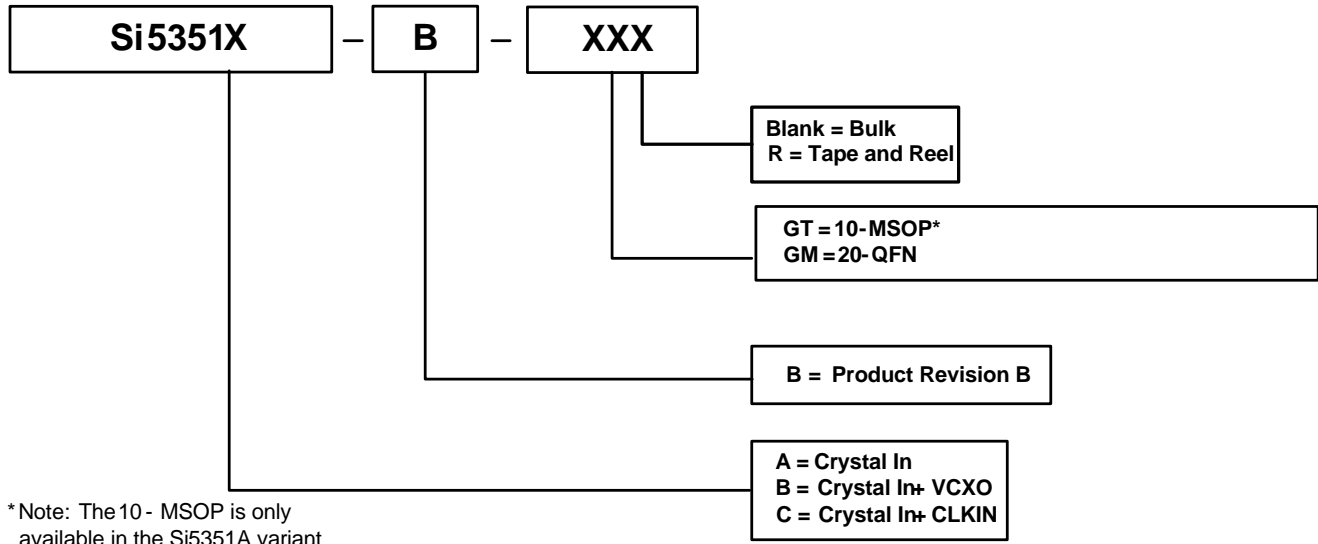 Si5351X – B – XXX
Blank = Bulk
R = Tape and Reel
GT = 10-MSOP*
GM = 20-QFN
B = Product Revision B
A = Crystal In
B = Crystal In+ VCXO
C = Crystal In+ CLKIN
*Note: The 10 - MSOP is only
available in the Si5351A variant